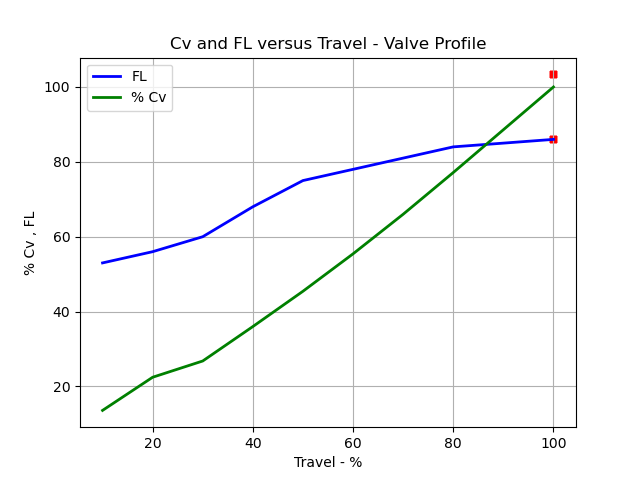 Cv and FL versus Travel - Valve Profile
FL
% Cv
100
80
60
40
20
% Cv , FL
20 40 60 80 100
Travel - %